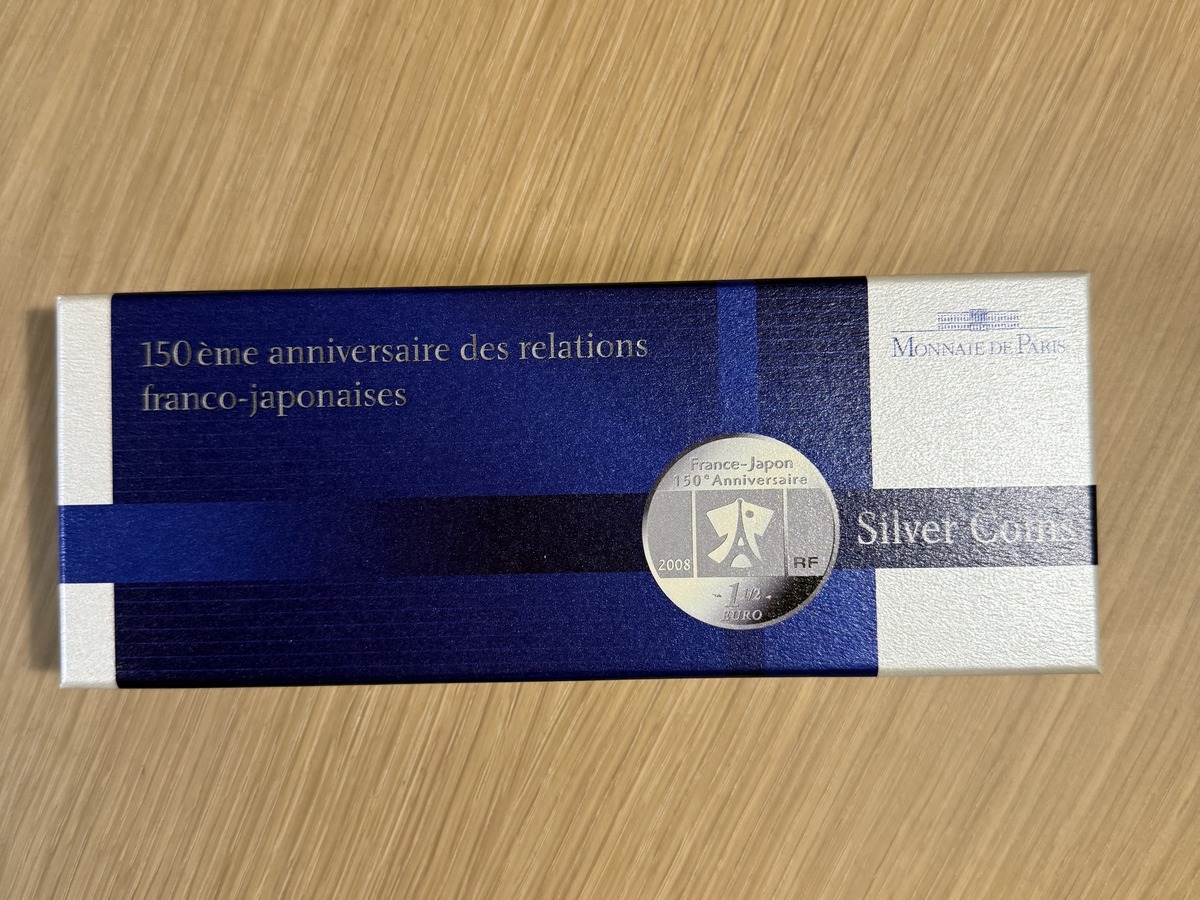 150 ème anniversaire des relations
franco-japonaises
MONNAIE DE PARIS
France-Japon
150e Anniversaire
2008
RF
- 1 1/2 -
EURO
Silver Coins